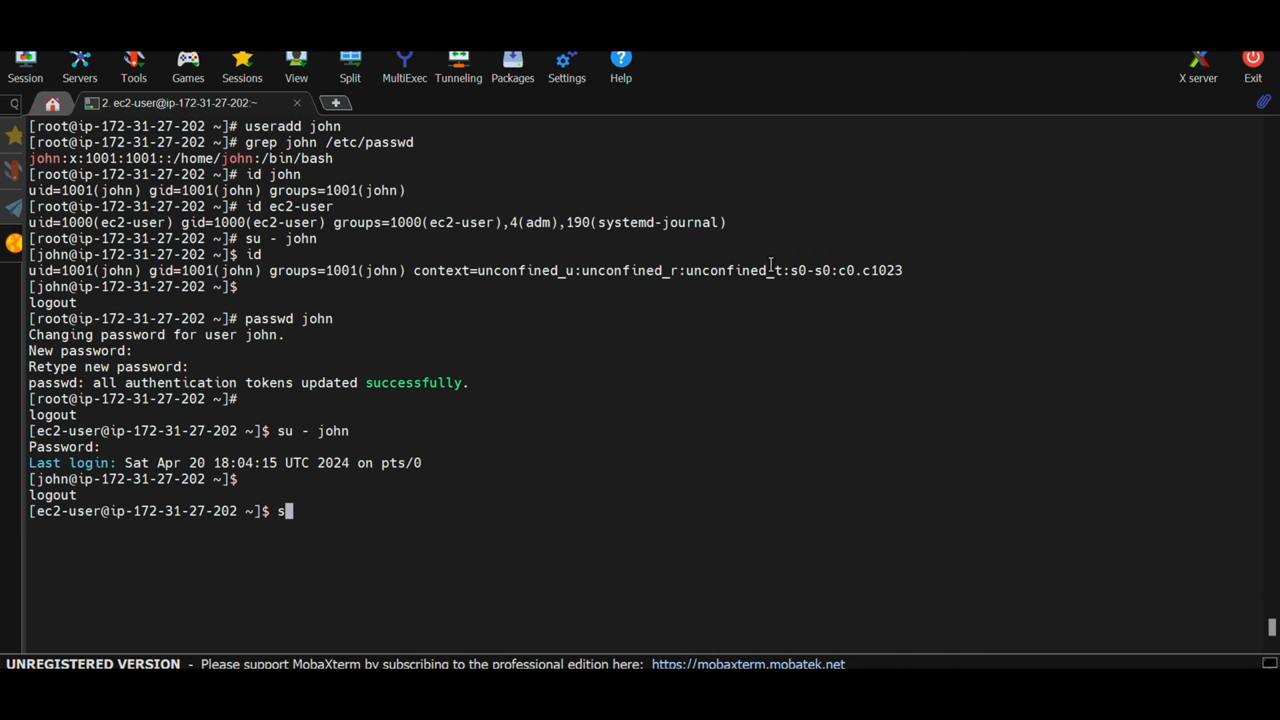 Session Servers Tools Games Sessions View Split MultiExec Tunneling Packages Settings Help X server Exit
2. ec2-user@ip-172-31-27-202:~
[root@ip-172-31-27-202 ~]# useradd john
[root@ip-172-31-27-202 ~]# grep john /etc/passwd
john:x:1001:1001::/home/john:/bin/bash
[root@ip-172-31-27-202 ~]# id john
uid=1001(john) gid=1001(john) groups=1001(john)
[root@ip-172-31-27-202 ~]# id ec2-user
uid=1000(ec2-user) gid=1000(ec2-user) groups=1000(ec2-user),4(adm),190(systemd-journal)
[root@ip-172-31-27-202 ~]# su - john
[john@ip-172-31-27-202 ~]$ id
uid=1001(john) gid=1001(john) groups=1001(john) context=unconfined_u:unconfined_r:unconfined_t:s0-s0:c0.c1023
[john@ip-172-31-27-202 ~]$
logout
[root@ip-172-31-27-202 ~]# passwd john
Changing password for user john.
New password:
Retype new password:
passwd: all authentication tokens updated successfully.
[root@ip-172-31-27-202 ~]#
logout
[ec2-user@ip-172-31-27-202 ~]$ su - john
Password:
Last login: Sat Apr 20 18:04:15 UTC 2024 on pts/0
[john@ip-172-31-27-202 ~]$
logout
[ec2-user@ip-172-31-27-202 ~]$ s
UNREGISTERED VERSION - Please support MobaXterm by subscribing to the professional edition here: https://mobaxterm.mobatek.net